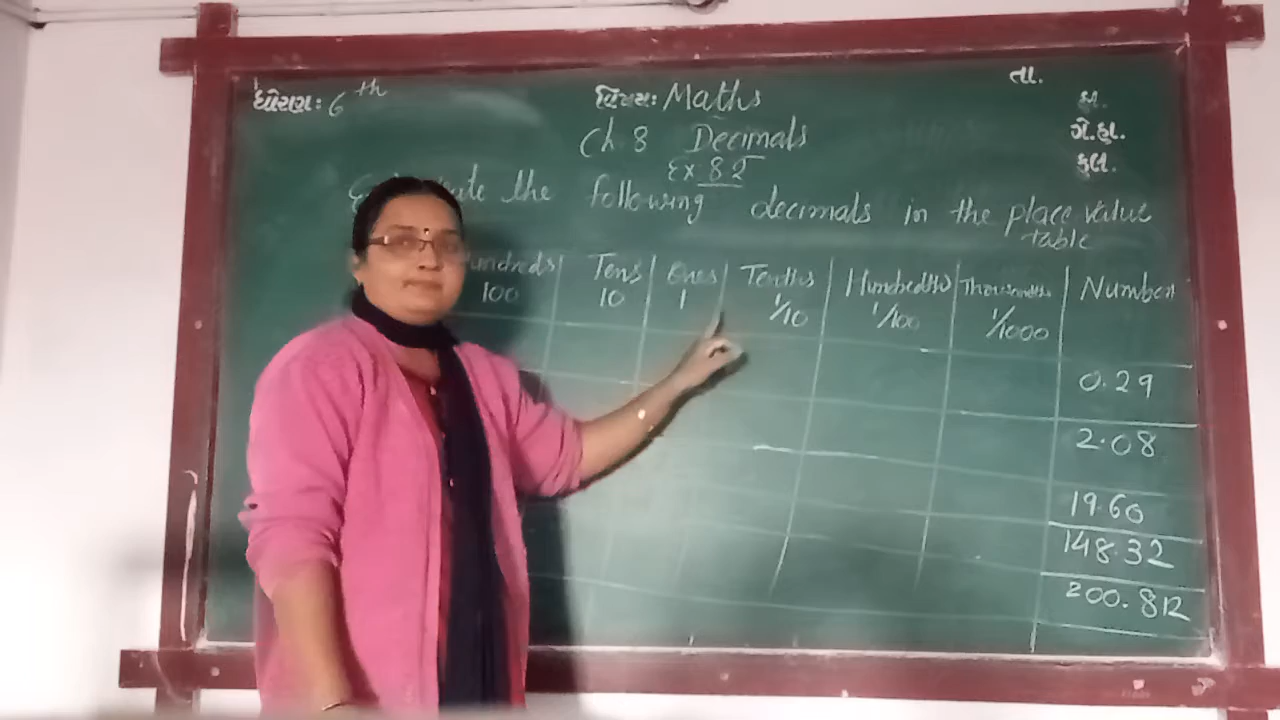 ધોરણ: 6th વિષય: Maths તા.
Ch. 8 Decimals હા.
Ex 8.2 ગે.હા.
કુલ.
the following decimals in the place value
table
Hundreds Tens Ones Tenths Hundredths Thousandths Number
100 10 1 1/10 1/100 1/1000
0.29
2.08
19.60
148.32
200.812